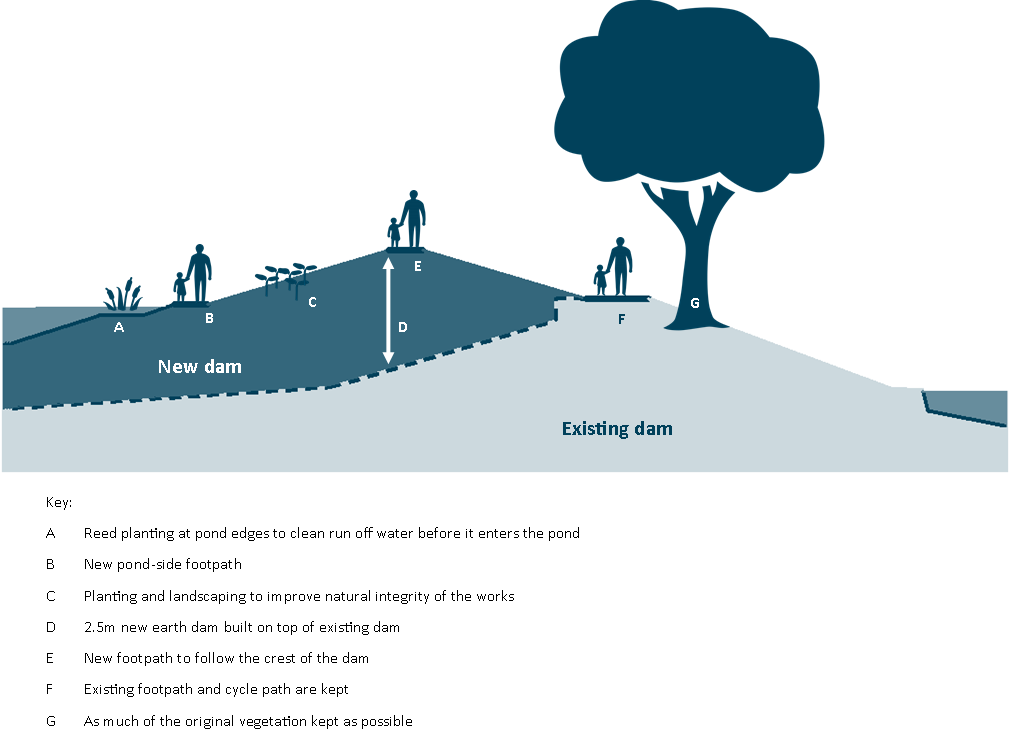 E
C
B
G
F
A
D
New dam
Existing dam
Key:
A Reed planting at pond edges to clean run off water before it enters the pond
B New pond-side footpath
C Planting and landscaping to improve natural integrity of the works
D 2.5m new earth dam built on top of existing dam
E New footpath to follow the crest of the dam
F Existing footpath and cycle path are kept
G As much of the original vegetation kept as possible